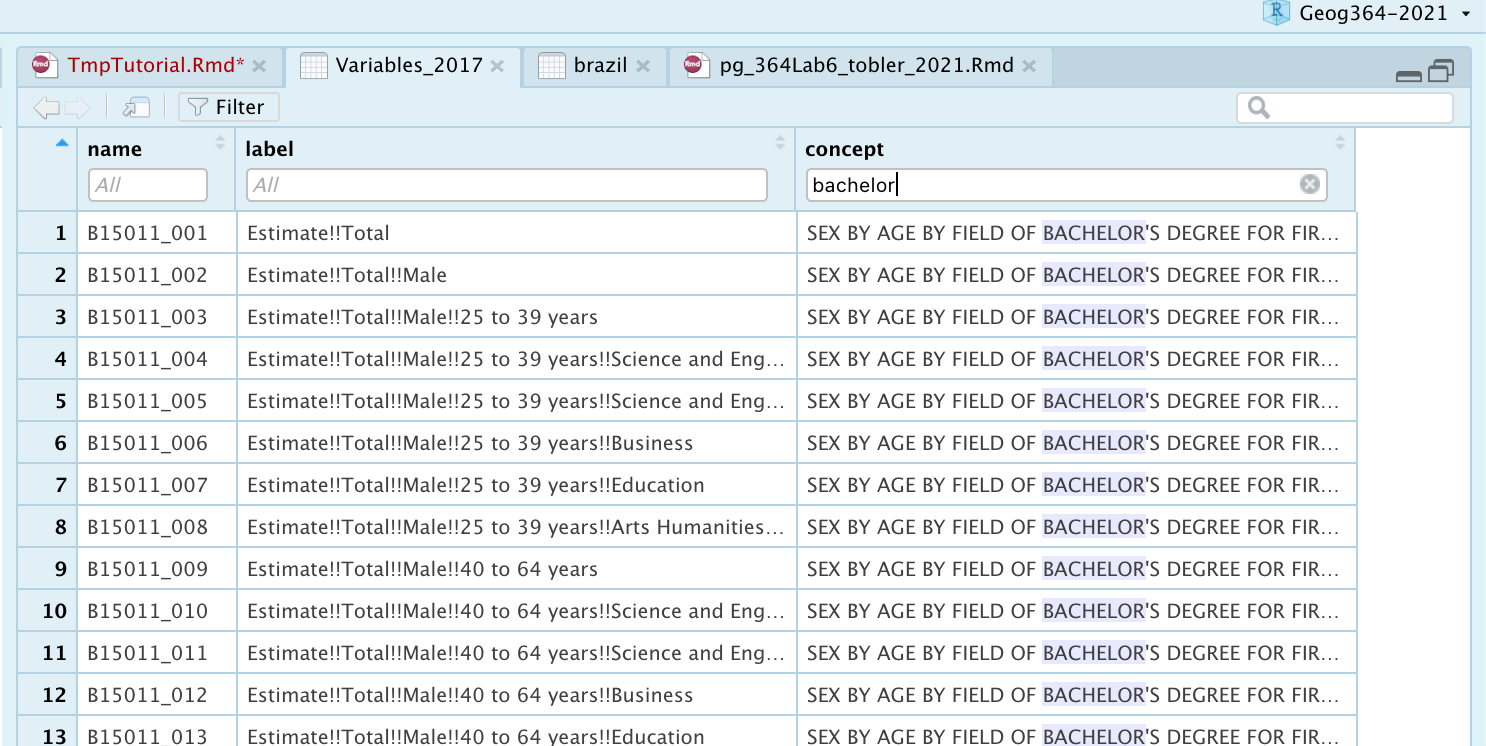 Geog364-2021
TmpTutorial.Rmd* Variables_2017 brazil pg_364Lab6_tobler_2021.Rmd
Filter
name label concept
All All bachelor
1 B15011_001 Estimate!!Total SEX BY AGE BY FIELD OF BACHELOR'S DEGREE FOR FIR...
2 B15011_002 Estimate!!Total!!Male SEX BY AGE BY FIELD OF BACHELOR'S DEGREE FOR FIR...
3 B15011_003 Estimate!!Total!!Male!!25 to 39 years SEX BY AGE BY FIELD OF BACHELOR'S DEGREE FOR FIR...
4 B15011_004 Estimate!!Total!!Male!!25 to 39 years!!Science and Eng... SEX BY AGE BY FIELD OF BACHELOR'S DEGREE FOR FIR...
5 B15011_005 Estimate!!Total!!Male!!25 to 39 years!!Science and Eng... SEX BY AGE BY FIELD OF BACHELOR'S DEGREE FOR FIR...
6 B15011_006 Estimate!!Total!!Male!!25 to 39 years!!Business SEX BY AGE BY FIELD OF BACHELOR'S DEGREE FOR FIR...
7 B15011_007 Estimate!!Total!!Male!!25 to 39 years!!Education SEX BY AGE BY FIELD OF BACHELOR'S DEGREE FOR FIR...
8 B15011_008 Estimate!!Total!!Male!!25 to 39 years!!Arts Humanities... SEX BY AGE BY FIELD OF BACHELOR'S DEGREE FOR FIR...
9 B15011_009 Estimate!!Total!!Male!!40 to 64 years SEX BY AGE BY FIELD OF BACHELOR'S DEGREE FOR FIR...
10 B15011_010 Estimate!!Total!!Male!!40 to 64 years!!Science and Eng... SEX BY AGE BY FIELD OF BACHELOR'S DEGREE FOR FIR...
11 B15011_011 Estimate!!Total!!Male!!40 to 64 years!!Science and Eng... SEX BY AGE BY FIELD OF BACHELOR'S DEGREE FOR FIR...
12 B15011_012 Estimate!!Total!!Male!!40 to 64 years!!Business SEX BY AGE BY FIELD OF BACHELOR'S DEGREE FOR FIR...
13 B15011_013 Estimate!!Total!!Male!!40 to 64 years!!Education SEX BY AGE BY FIELD OF BACHELOR'S DEGREE FOR FIR...